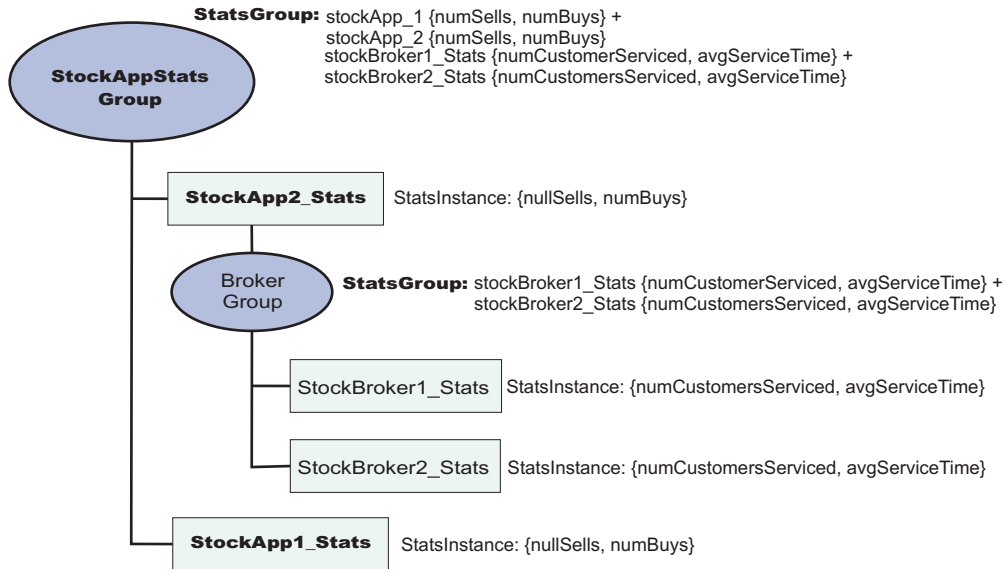 StatsGroup: stockApp_1 {numSells, numBuys} +
stockApp_2 {numSells, numBuys}
stockBroker1_Stats {numCustomerServiced, avgServiceTime} +
stockBroker2_Stats {numCustomersServiced, avgServiceTime}
StockAppStats
Group
StockApp2_Stats
StatsInstance: {nullSells, numBuys}
Broker
Group
StatsGroup: stockBroker1_Stats {numCustomerServiced, avgServiceTime} +
stockBroker2_Stats {numCustomersServiced, avgServiceTime}
StockBroker1_Stats
StatsInstance: {numCustomersServiced, avgServiceTime}
StockBroker2_Stats
StatsInstance: {numCustomersServiced, avgServiceTime}
StockApp1_Stats
StatsInstance: {nullSells, numBuys}